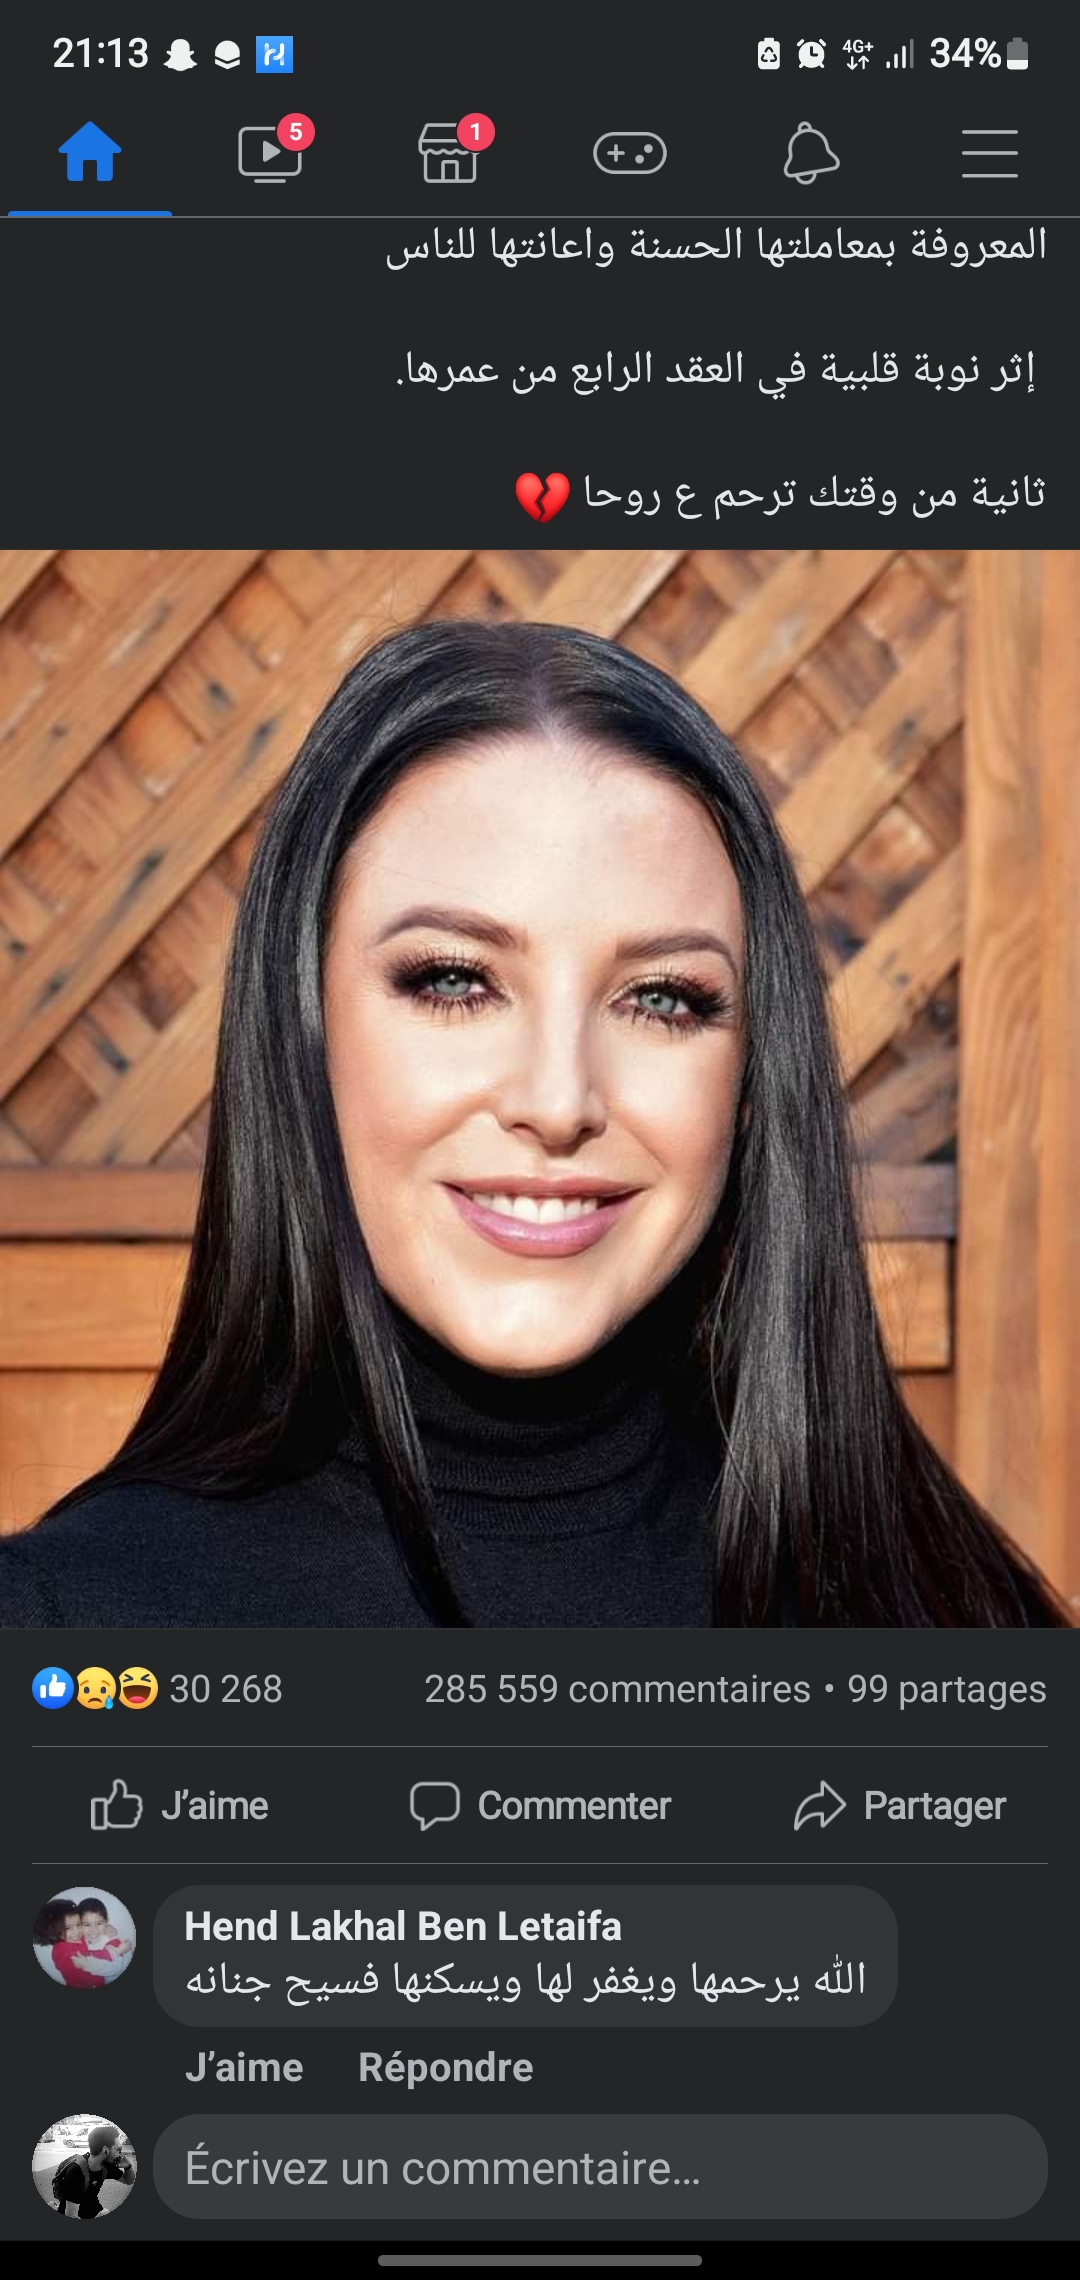 21:13
4G+
34%
5
1
المعروفة بمعاملتها الحسنة واعانتها للناس
إثر نوبة قلبية في العقد الرابع من عمرها.
ثانية من وقتك ترحم ع روحا 💔
30 268
285 559 commentaires • 99 partages
J’aime
Commenter
Partager
Hend Lakhal Ben Letaifa
الله يرحمها ويغفر لها ويسكنها فسيح جنانه
J’aime
Répondre
Écrivez un commentaire...